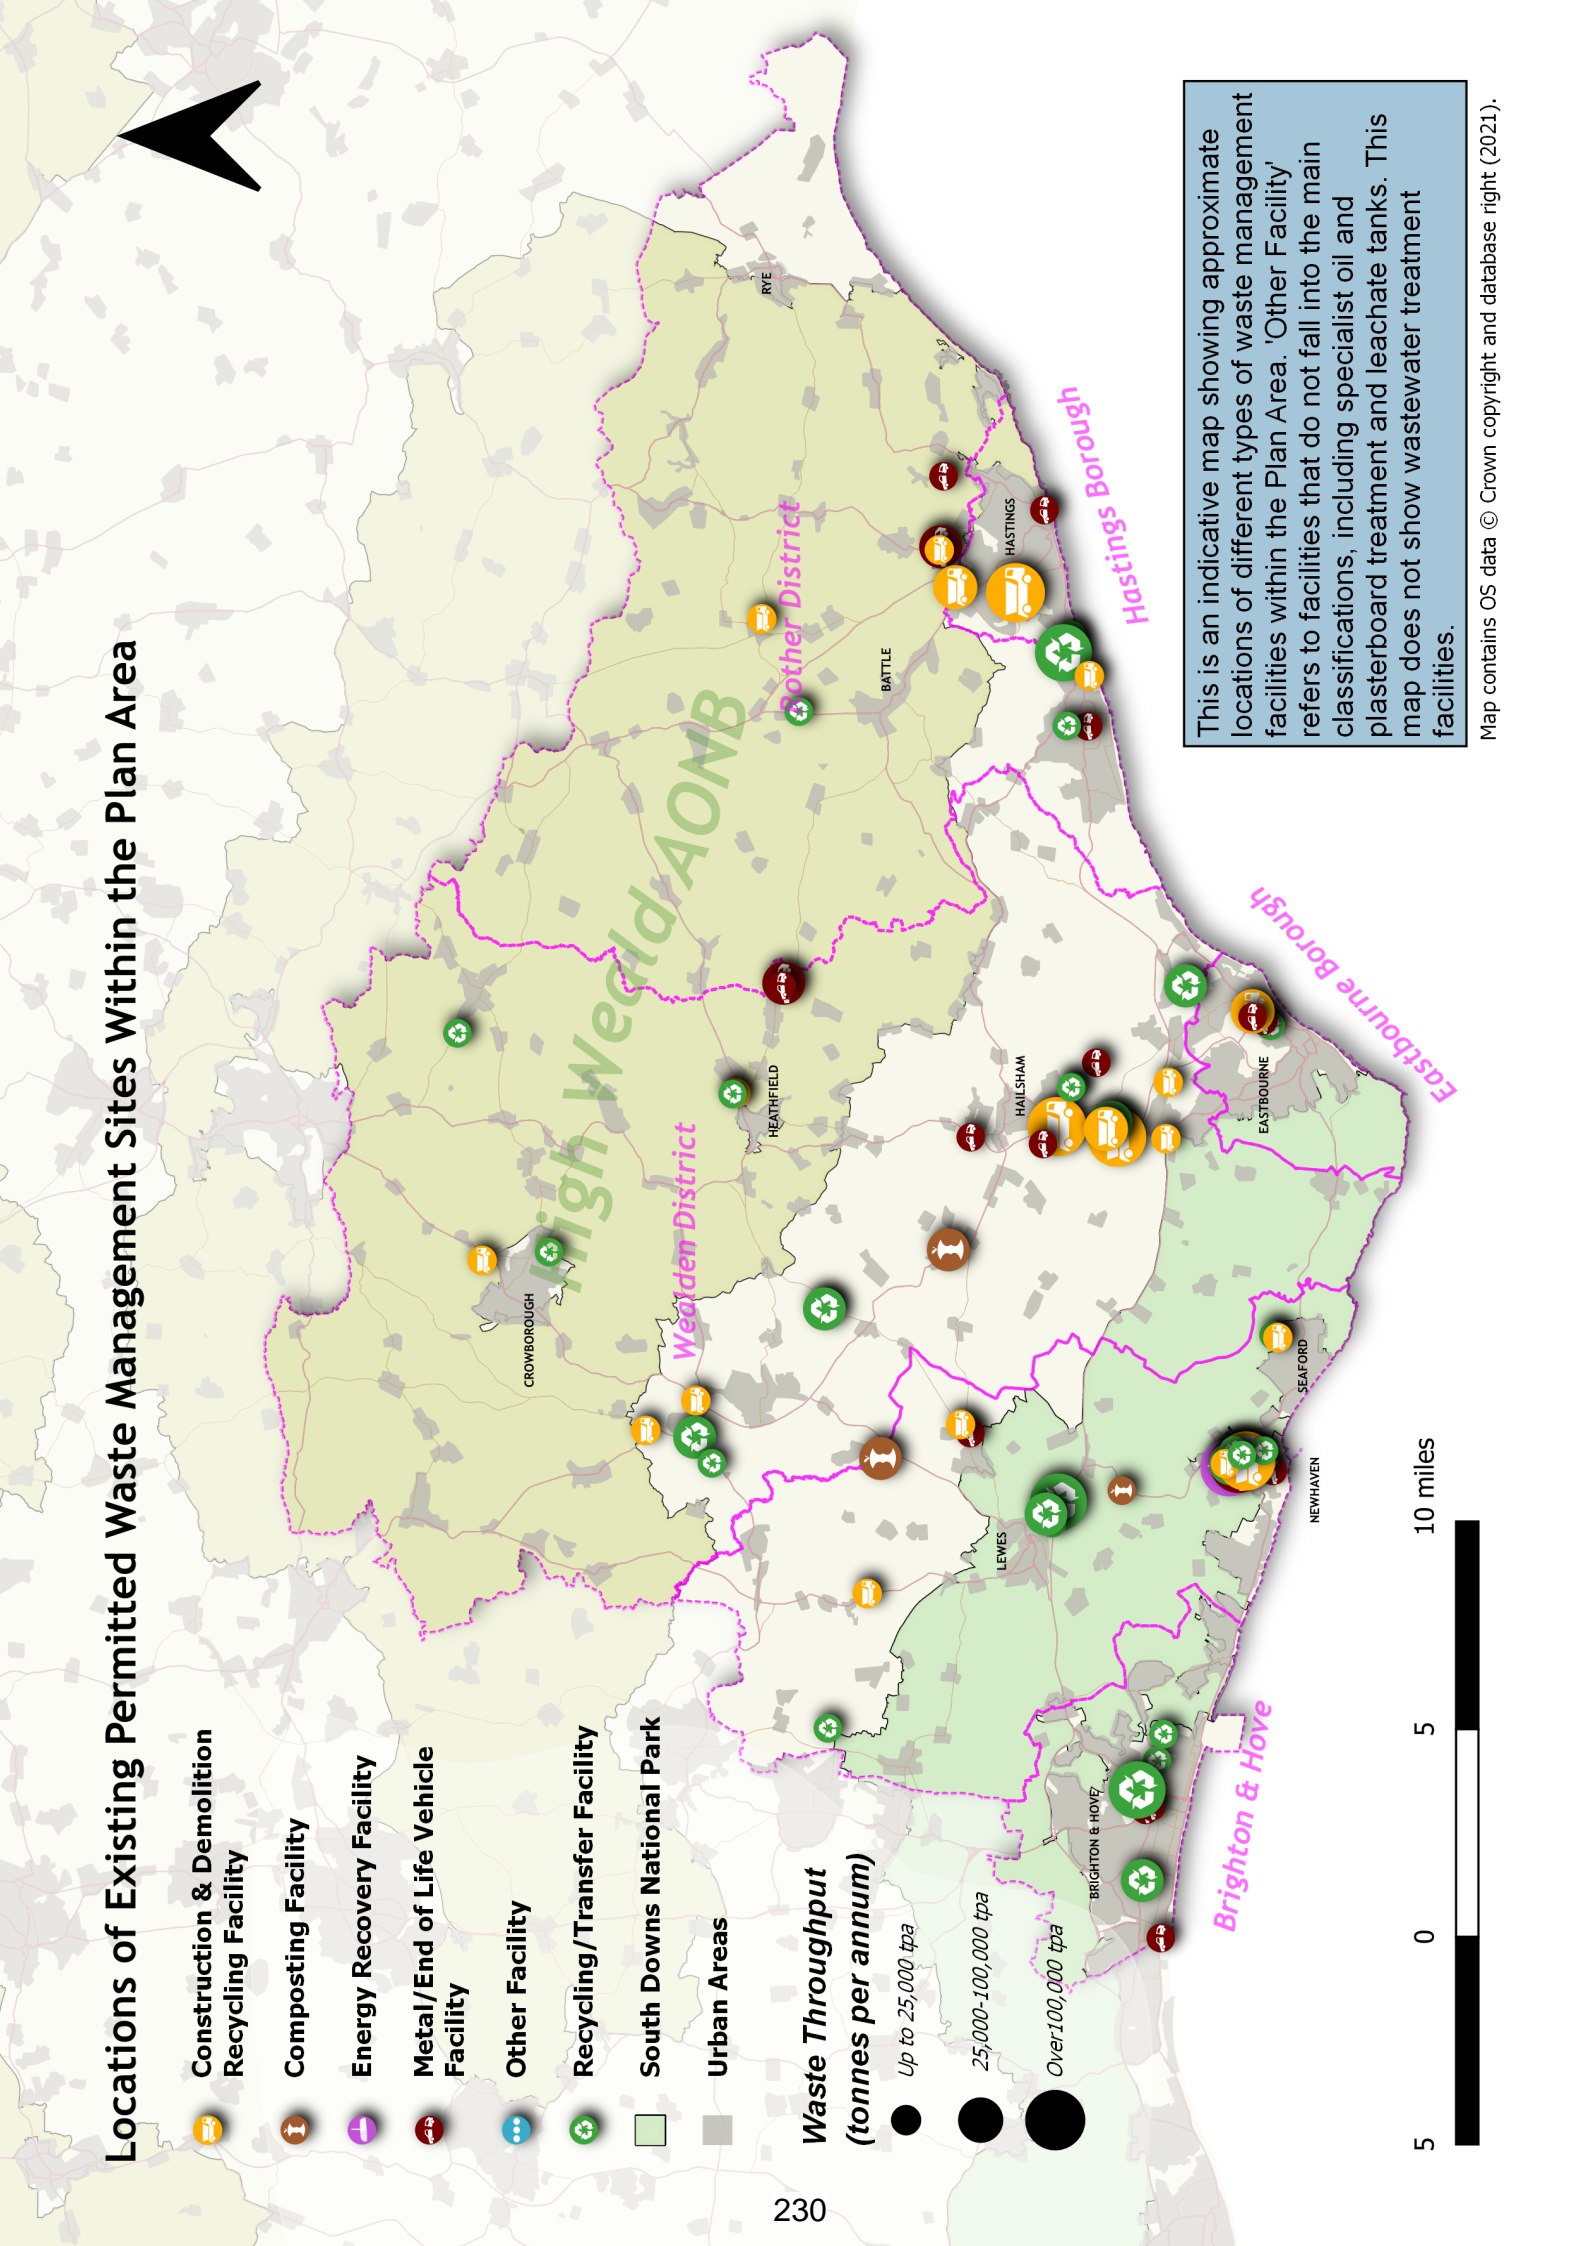 Locations of Existing Permitted Waste Management Sites Within the Plan Area
Construction & Demolition
Recycling Facility
Composting Facility
Energy Recovery Facility
Metal/End of Life Vehicle
Facility
Other Facility
Recycling/Transfer Facility
South Downs National Park
Urban Areas
Waste Throughput
(tonnes per annum)
Up to 25,000 tpa
25,000-100,000 tpa
Over100,000 tpa
High Weald AONB
Wealden District
Rother District
Hastings Borough
Eastbourne Borough
Brighton & Hove
CROWBOROUGH
HEATHFIELD
BATTLE
RYE
HASTINGS
HAILSHAM
EASTBOURNE
LEWES
SEAFORD
NEWHAVEN
BRIGHTON & HOVE
5
0
5
10 miles
This is an indicative map showing approximate
locations of different types of waste management
facilities within the Plan Area. 'Other Facility'
refers to facilities that do not fall into the main
classifications, including specialist oil and
plasterboard treatment and leachate tanks. This
map does not show wastewater treatment
facilities.
Map contains OS data © Crown copyright and database right (2021).
230